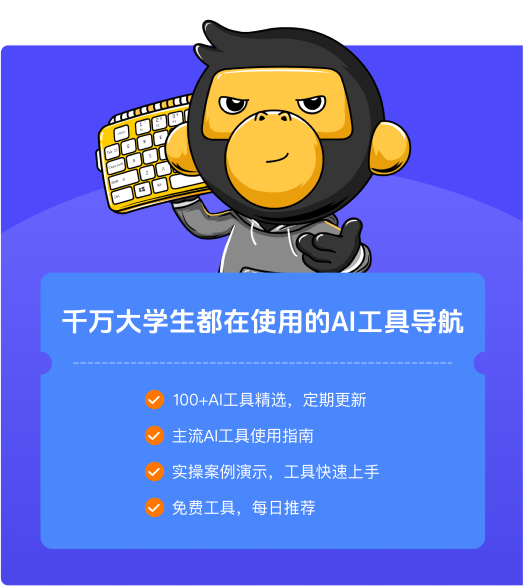 千万大学生都在使用的AI工具导航
100+AI工具精选，定期更新
主流AI工具使用指南
实操案例演示，工具快速上手
免费工具，每日推荐